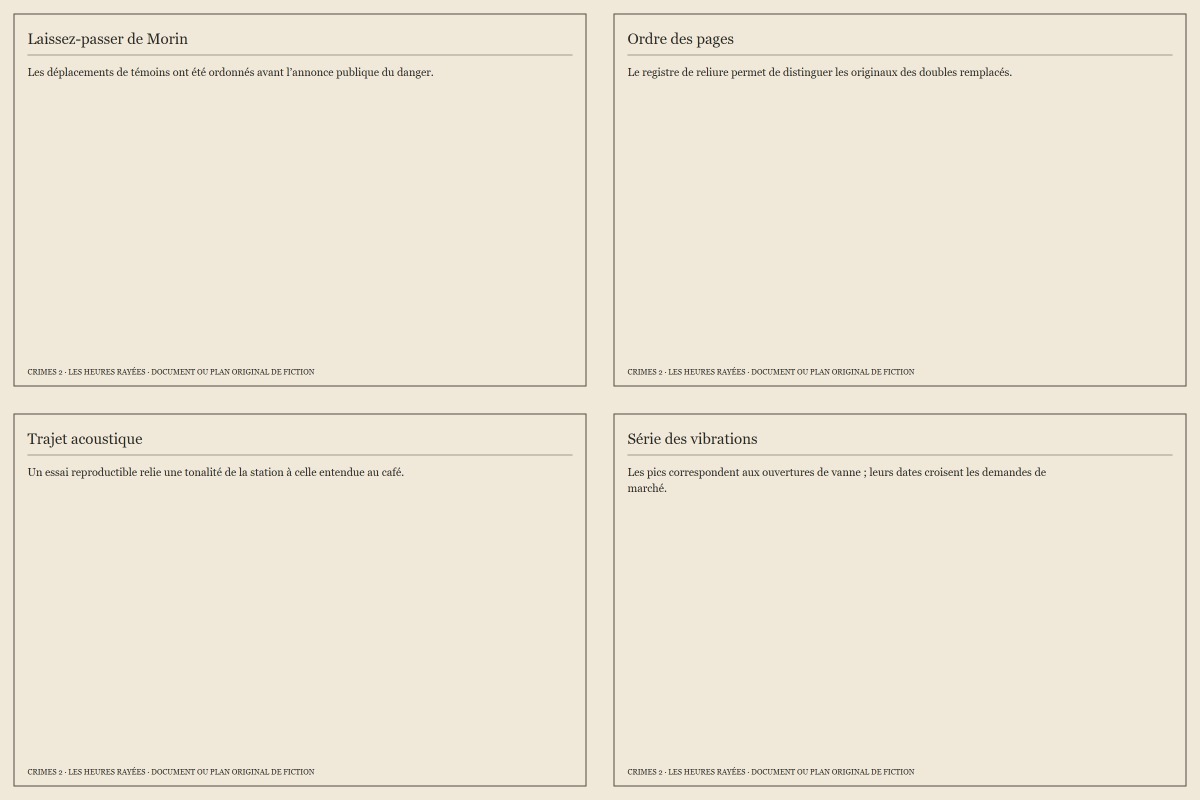 Laissez-passer de Morin
Les déplacements de témoins ont été ordonnés avant l’annonce publique du danger.
CRIMES 2 · LES HEURES RAYÉES · DOCUMENT OU PLAN ORIGINAL DE FICTION
Ordre des pages
Le registre de reliure permet de distinguer les originaux des doubles remplacés.
CRIMES 2 · LES HEURES RAYÉES · DOCUMENT OU PLAN ORIGINAL DE FICTION
Trajet acoustique
Un essai reproductible relie une tonalité de la station à celle entendue au café.
CRIMES 2 · LES HEURES RAYÉES · DOCUMENT OU PLAN ORIGINAL DE FICTION
Série des vibrations
Les pics correspondent aux ouvertures de vanne ; leurs dates croisent les demandes de
marché.
CRIMES 2 · LES HEURES RAYÉES · DOCUMENT OU PLAN ORIGINAL DE FICTION